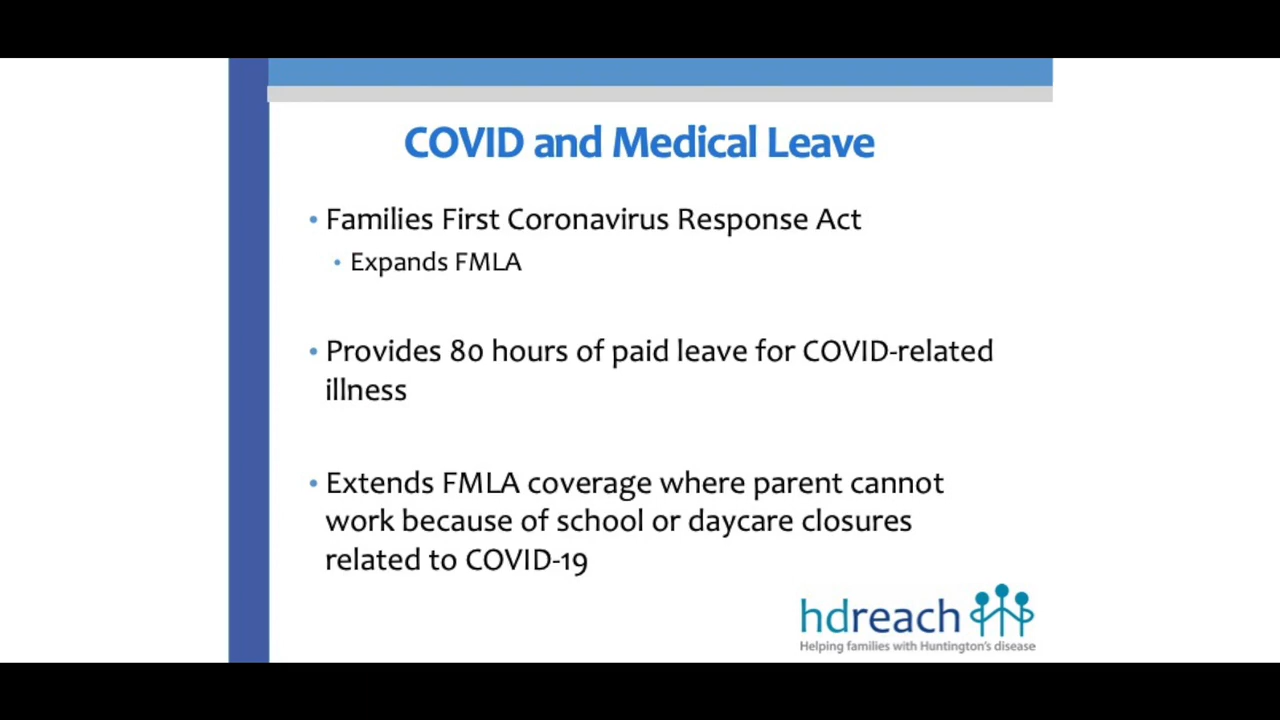 COVID and Medical Leave
• Families First Coronavirus Response Act
• Expands FMLA
• Provides 80 hours of paid leave for COVID-related
illness
• Extends FMLA coverage where parent cannot
work because of school or daycare closures
related to COVID-19
hdreach
Helping families with Huntington's disease